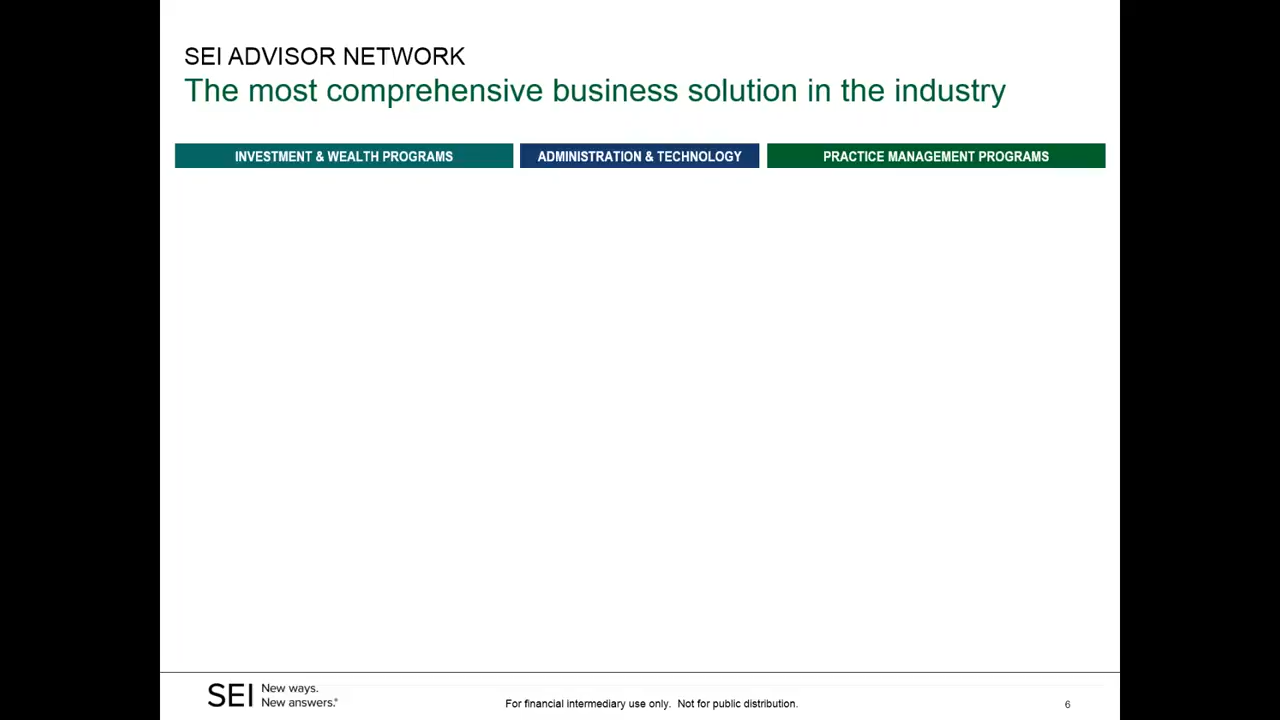 SEI ADVISOR NETWORK
The most comprehensive business solution in the industry
INVESTMENT & WEALTH PROGRAMS
ADMINISTRATION & TECHNOLOGY
PRACTICE MANAGEMENT PROGRAMS
SEI New ways.
New answers.®
For financial intermediary use only. Not for public distribution.
6